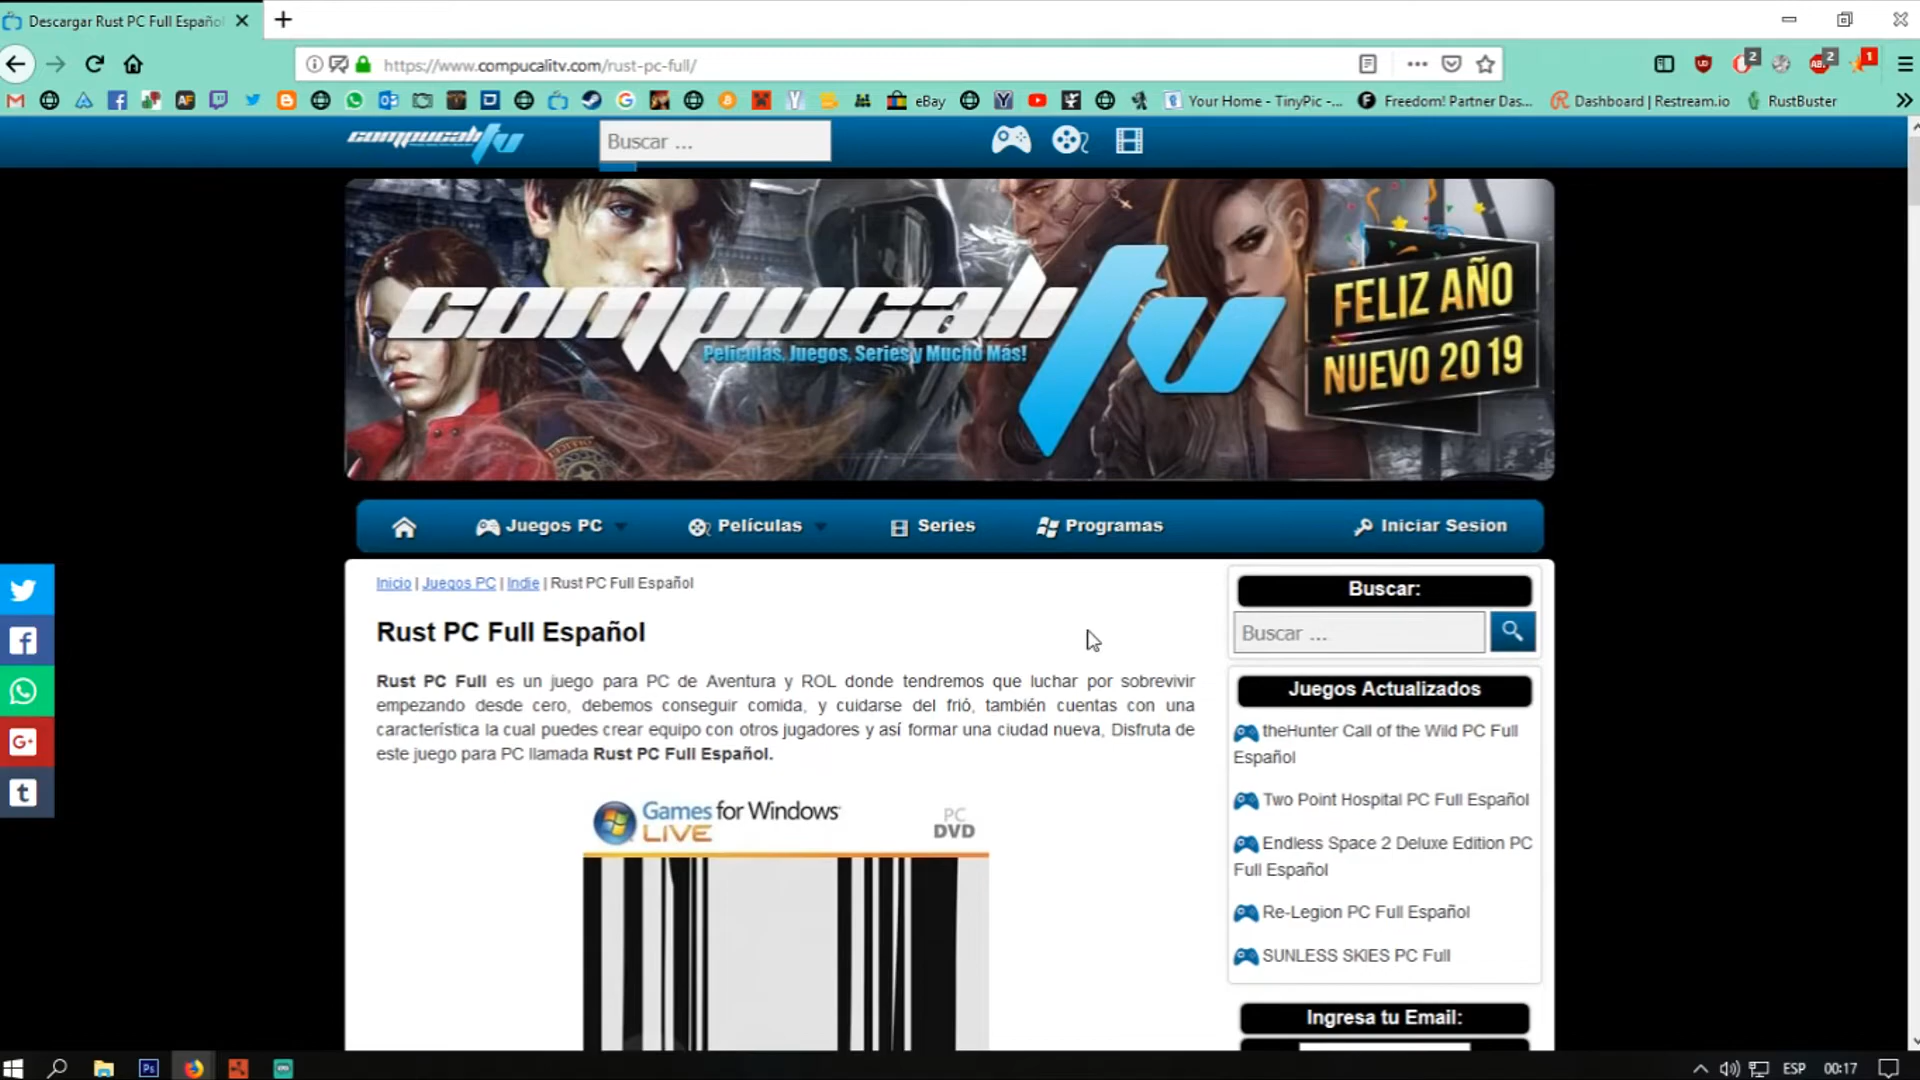 Descargar Rust PC Full Español
https://www.compucalitv.com/rust-pc-full/
2
2
1
eBay
Your Home - TinyPic -...
Freedom! Partner Das...
Dashboard | Restream.io
RustBuster
compucalitv
Buscar ...
compucalitv
Películas, Juegos, Series y Mucho Más!
FELIZ AÑO
NUEVO 2019
Juegos PC
Películas
Series
Programas
Iniciar Sesion
Inicio | Juegos PC | Indie | Rust PC Full Español
Rust PC Full Español
Rust PC Full es un juego para PC de Aventura y ROL donde tendremos que luchar por sobrevivir
empezando desde cero, debemos conseguir comida, y cuidarse del frió, también cuentas con una
característica la cual puedes crear equipo con otros jugadores y así formar una ciudad nueva, Disfruta de
este juego para PC llamada Rust PC Full Español.
Games for Windows
LIVE
PC
DVD
Buscar:
Buscar ...
Juegos Actualizados
theHunter Call of the Wild PC Full
Español
Two Point Hospital PC Full Español
Endless Space 2 Deluxe Edition PC
Full Español
Re-Legion PC Full Español
SUNLESS SKIES PC Full
Ingresa tu Email:
ESP
00:17